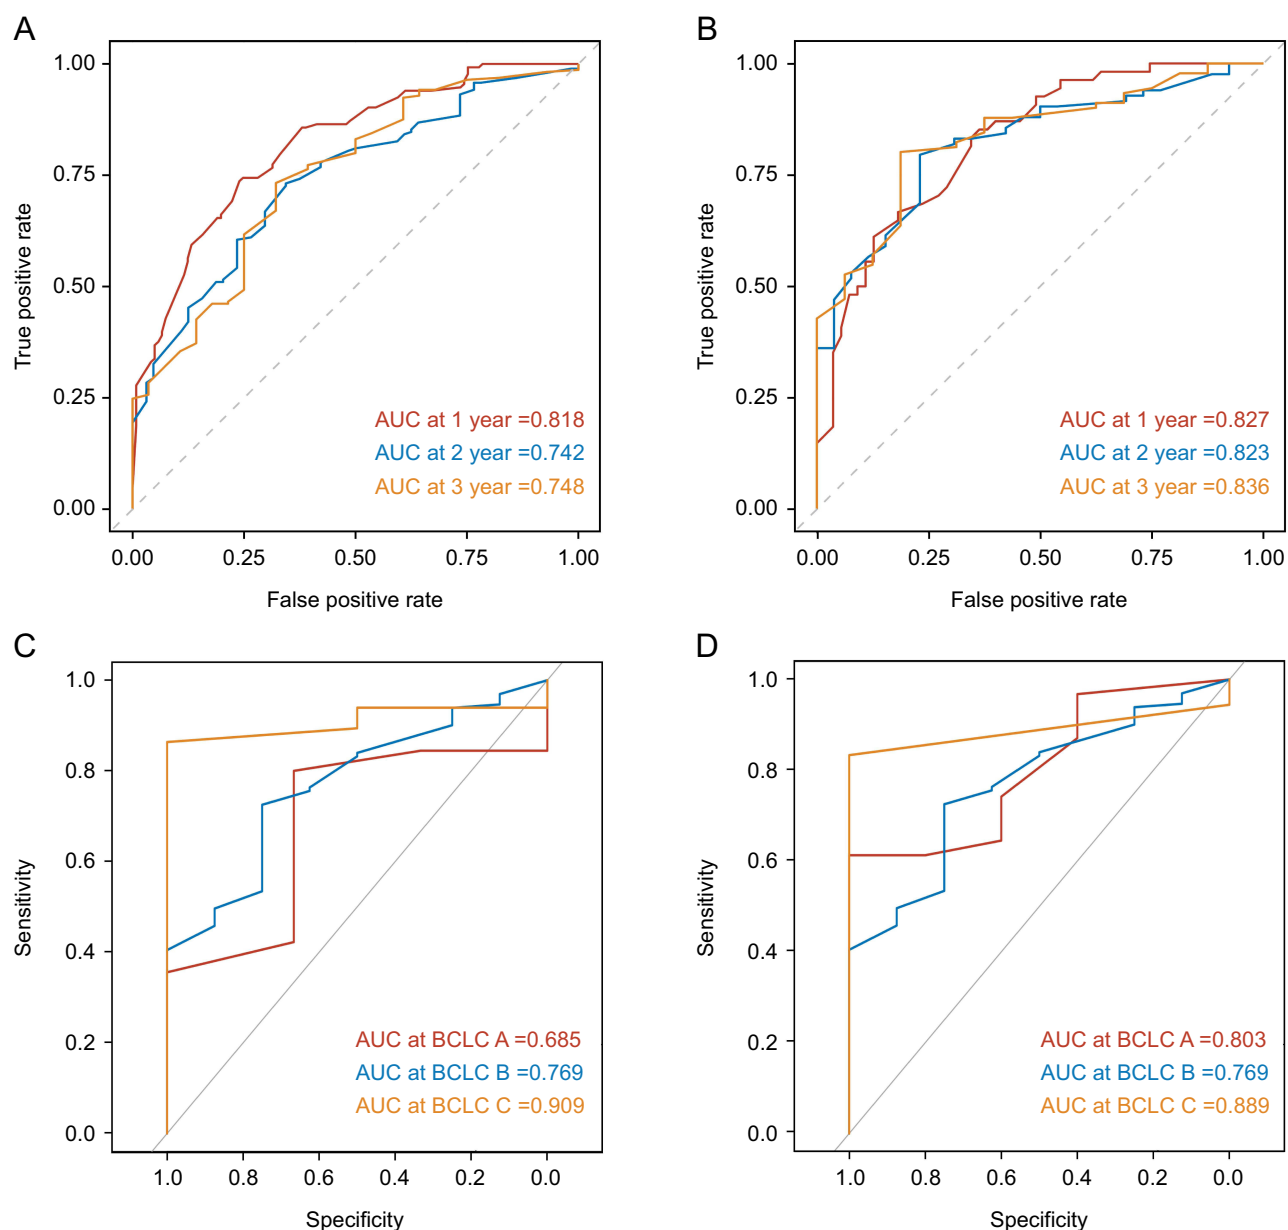 A
1.00
0.75
0.50
0.25
0.00
True positive rate
0.00 0.25 0.50 0.75 1.00
False positive rate
AUC at 1 year =0.818
AUC at 2 year =0.742
AUC at 3 year =0.748
B
1.00
0.75
0.50
0.25
0.00
True positive rate
0.00 0.25 0.50 0.75 1.00
False positive rate
AUC at 1 year =0.827
AUC at 2 year =0.823
AUC at 3 year =0.836
C
1.0
0.8
0.6
0.4
0.2
0.0
Sensitivity
1.0 0.8 0.6 0.4 0.2 0.0
Specificity
AUC at BCLC A =0.685
AUC at BCLC B =0.769
AUC at BCLC C =0.909
D
1.0
0.8
0.6
0.4
0.2
0.0
Sensitivity
1.0 0.8 0.6 0.4 0.2 0.0
Specificity
AUC at BCLC A =0.803
AUC at BCLC B =0.769
AUC at BCLC C =0.889